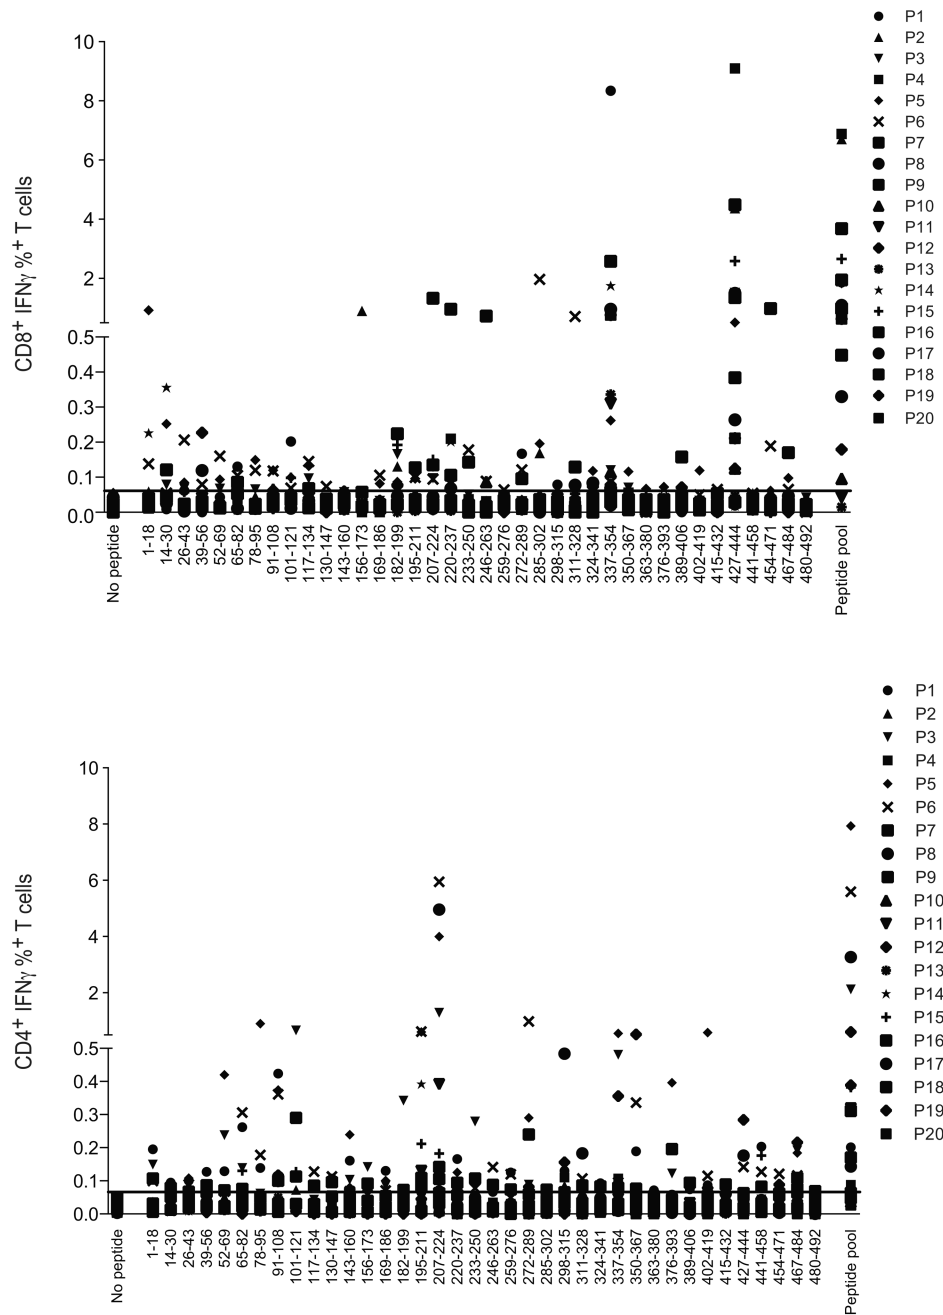 10
8
6
4
2
0.5
0.4
0.3
0.2
0.1
0.0
CD8+ IFNγ %+ T cells
No peptide
1-18
14-30
26-43
39-56
52-69
65-82
78-95
91-108
101-121
117-134
130-147
143-160
156-173
169-186
182-199
195-211
207-224
220-237
233-250
246-263
259-276
272-289
285-302
298-315
311-328
324-341
337-354
350-367
363-380
376-393
389-406
402-419
415-432
427-444
441-458
454-471
467-484
480-492
Peptide pool
P1
P2
P3
P4
P5
P6
P7
P8
P9
P10
P11
P12
P13
P14
P15
P16
P17
P18
P19
P20
10
8
6
4
2
0.5
0.4
0.3
0.2
0.1
0.0
CD4+ IFNγ %+ T cells
No peptide
1-18
14-30
26-43
39-56
52-69
65-82
78-95
91-108
101-121
117-134
130-147
143-160
156-173
169-186
182-199
195-211
207-224
220-237
233-250
246-263
259-276
272-289
285-302
298-315
311-328
324-341
337-354
350-367
363-380
376-393
389-406
402-419
415-432
427-444
441-458
454-471
467-484
480-492
Peptide pool
P1
P2
P3
P4
P5
P6
P7
P8
P9
P10
P11
P12
P13
P14
P15
P16
P17
P18
P19
P20